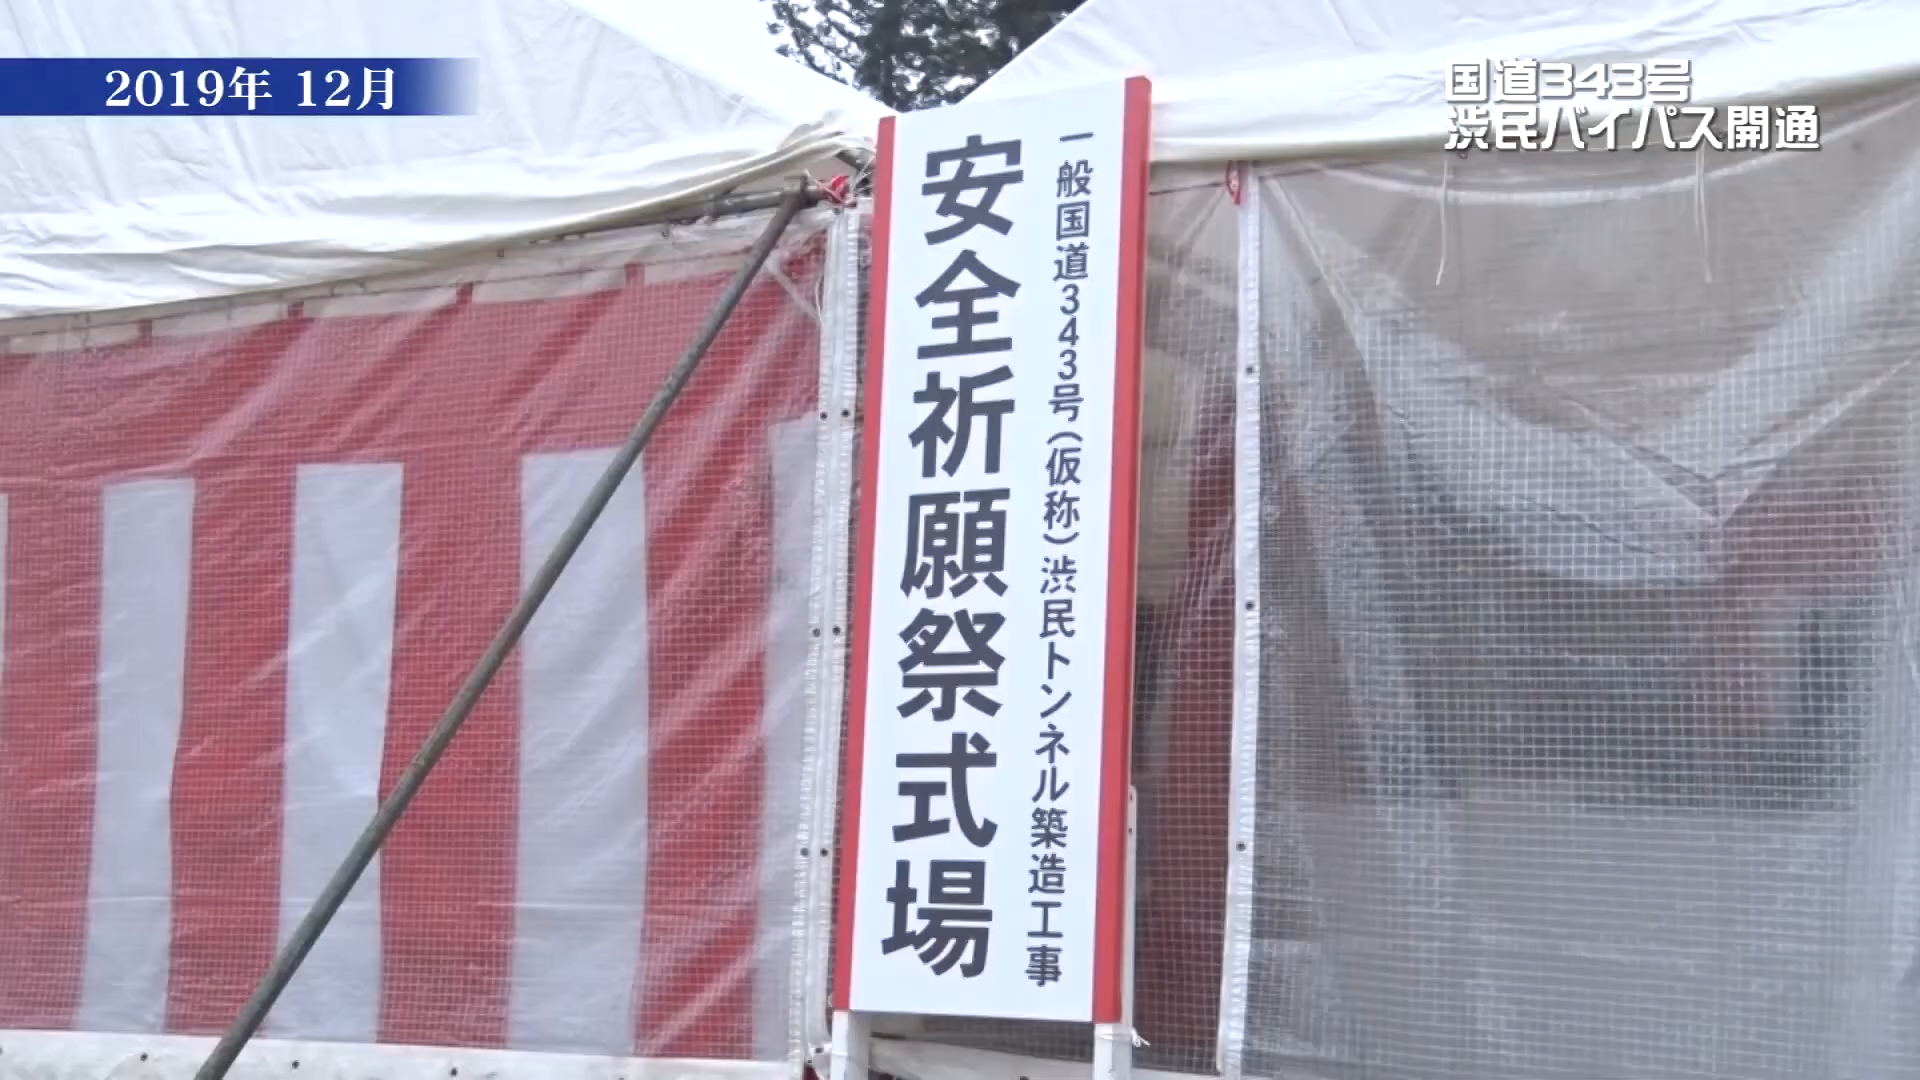 2019年 12月
国道343号
渋民バイパス開通
一般国道343号(仮称)渋民トンネル築造工事
安全祈願祭式場